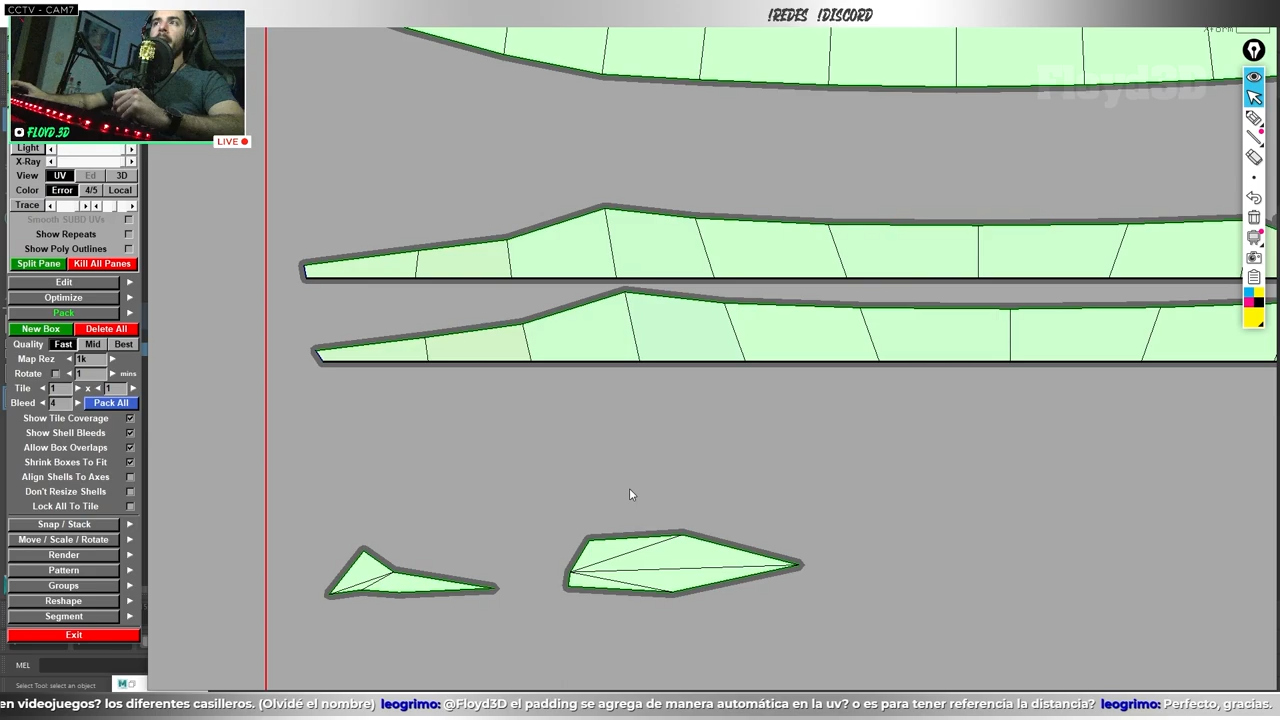 CCTV - CAM7
!REDES !DISCORD
Floyd3D
FLOYD.3D
LIVE
Light
X-Ray
View UV Ed 3D
Color Error 4/5 Local
Trace
Smooth SUBD UVs
Show Repeats
Show Poly Outlines
Split Pane Kill All Panes
Edit
Optimize
Pack
New Box Delete All
Quality Fast Mid Best
Map Rez 1k
Rotate 1 mins
Tile 1 x 1
Bleed 4 Pack All
Show Tile Coverage
Show Shell Bleeds
Allow Box Overlaps
Shrink Boxes To Fit
Align Shells To Axes
Don't Resize Shells
Lock All To Tile
Snap / Stack
Move / Scale / Rotate
Render
Pattern
Groups
Reshape
Segment
Exit
MEL
Select Tool: select an object
en videojuegos? los diferentes casilleros. (Olvidé el nombre) leogrimo: @Floyd3D el padding se agrega de manera automática en la uv? o es para tener referencia la distancia? leogrimo: Perfecto, gracias.